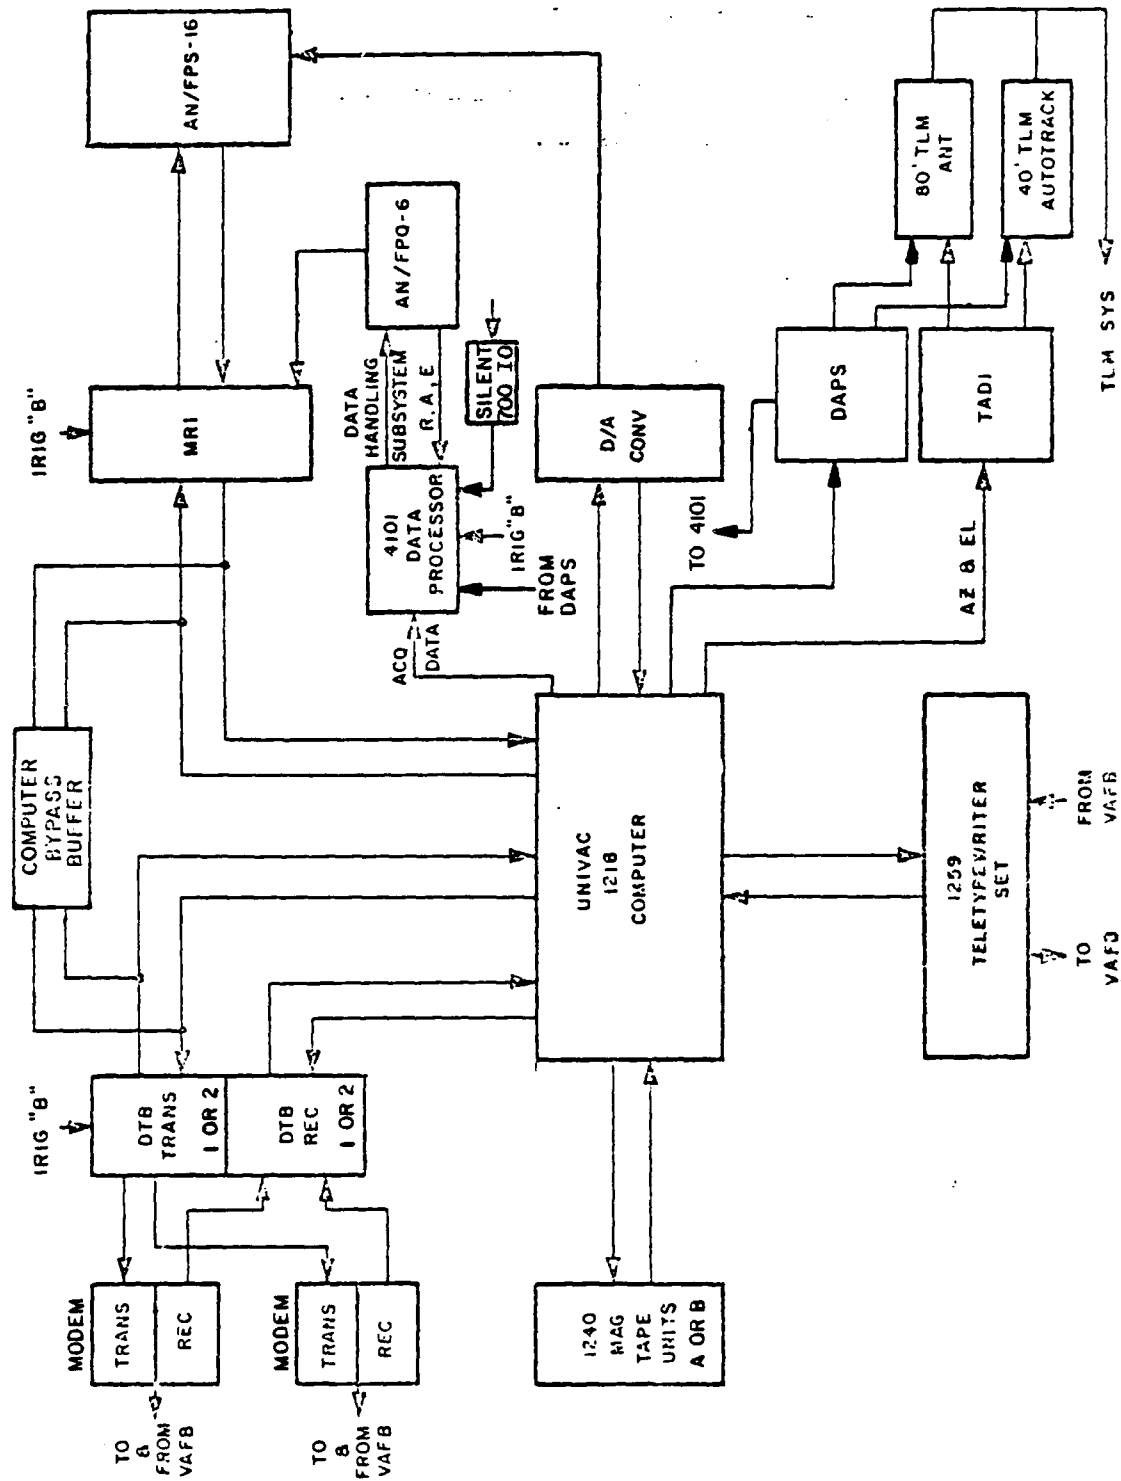 AN/FPS-16
IRIG "B"
MRI
DATA
HANDLING
SUBSYSTEM
R, A, E
AN/FPQ-6
SILENT
700 IO
4101
DATA
PROCESSOR
IRIG "B"
FROM
DAPS
ACQ
DATA
D/A
CONV
TO 4101
DAPS
TADI
AZ & EL
80' TLM
ANT
40' TLM
AUTOTRACK
TLM SYS
COMPUTER
BYPASS
BUFFER
UNIVAC
1218
COMPUTER
1259
TELETYPEWRITER
SET
FROM
VAFB
TO
VAFB
IRIG "B"
DTB
TRANS
1 OR 2
DTB
REC
1 OR 2
MODEM
TRANS
REC
TO
&
FROM
VAFB
MODEM
TRANS
REC
TO
&
FROM
VAFB
1240
MAG
TAPE
UNITS
A OR B